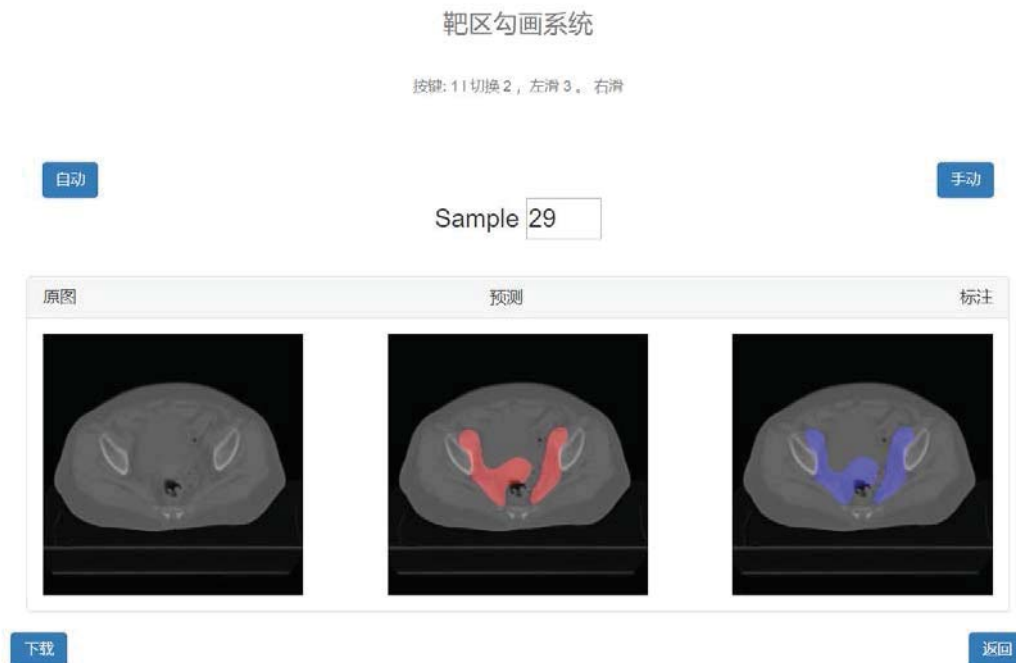 靶区勾画系统
按键: 1 | 切换 2 ，左滑 3 。 右滑
自动
手动
Sample 29
原图 预测 标注
下载
返回